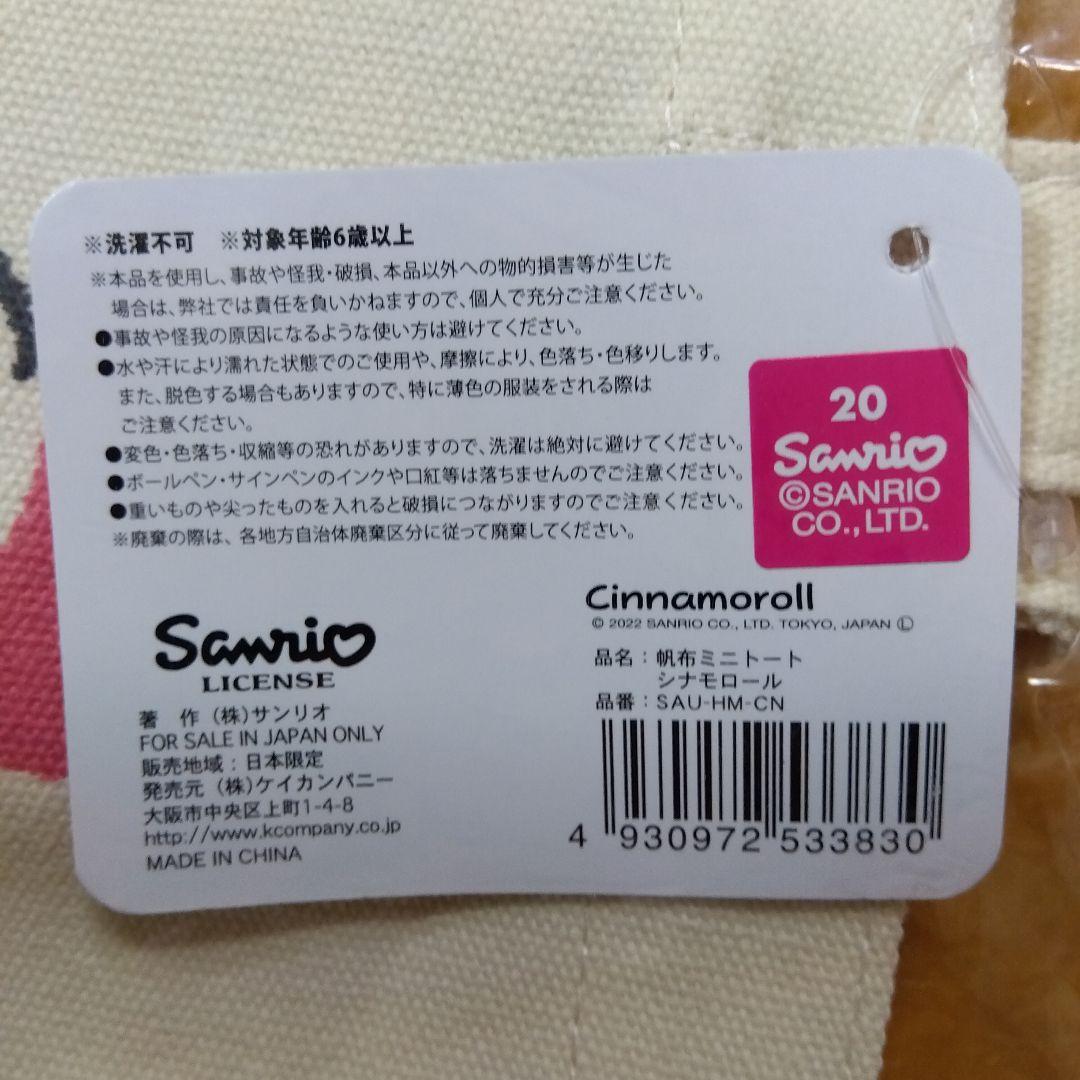 ※洗濯不可　※対象年齢6歳以上
※本品を使用し、事故や怪我・破損、本品以外への物的損害等が生じた
場合は、弊社では責任を負いかねますので、個人で充分ご注意ください。
●事故や怪我の原因になるような使い方は避けてください。
●水や汗により濡れた状態でのご使用や、摩擦により、色落ち・色移りします。
また、脱色する場合もありますので、特に薄色の服装をされる際は
ご注意ください。
●変色・色落ち・収縮等の恐れがありますので、洗濯は絶対に避けてください。
●ボールペン・サインペンのインクや口紅等は落ちませんのでご注意ください。
●重いものや尖ったものを入れると破損につながりますのでご注意ください。
※廃棄の際は、各地方自治体廃棄区分に従って廃棄してください。
20
Sanrio
©SANRIO
CO.,LTD.
Sanrio
LICENSE
著　作（株）サンリオ
FOR SALE IN JAPAN ONLY
販売地域：日本限定
発売元（株）ケイカンパニー
大阪市中央区上町1-4-8
http://www.kcompany.co.jp
MADE IN CHINA
Cinnamoroll
© 2022 SANRIO CO., LTD. TOKYO, JAPAN Ⓛ
品名：帆布ミニトート
シナモロール
品番：SAU-HM-CN
4 930972 533830